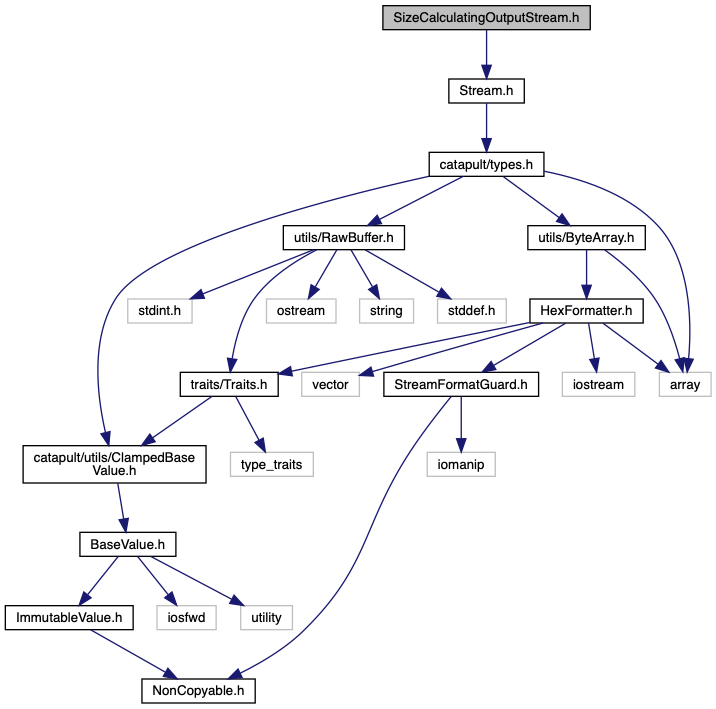 SizeCalculatingOutputStream.h
Stream.h
catapult/types.h
utils/RawBuffer.h
utils/ByteArray.h
stdint.h
ostream
string
stddef.h
HexFormatter.h
traits/Traits.h
vector
StreamFormatGuard.h
iostream
array
catapult/utils/ClampedBase
Value.h
type_traits
iomanip
BaseValue.h
ImmutableValue.h
iosfwd
utility
NonCopyable.h